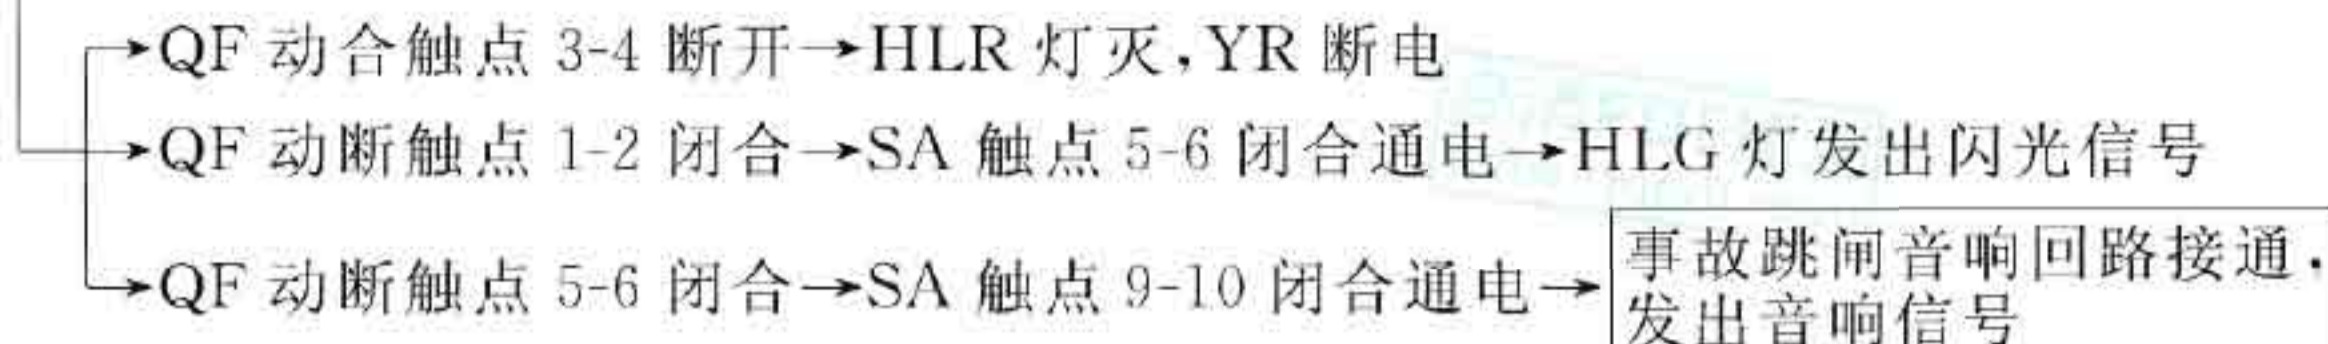 QF 动合触点 3-4 断开→HLR 灯灭,YR 断电
QF 动断触点 1-2 闭合→SA 触点 5-6 闭合通电→HLG 灯发出闪光信号
QF 动断触点 5-6 闭合→SA 触点 9-10 闭合通电→
事故跳闸音响回路接通,
发出音响信号